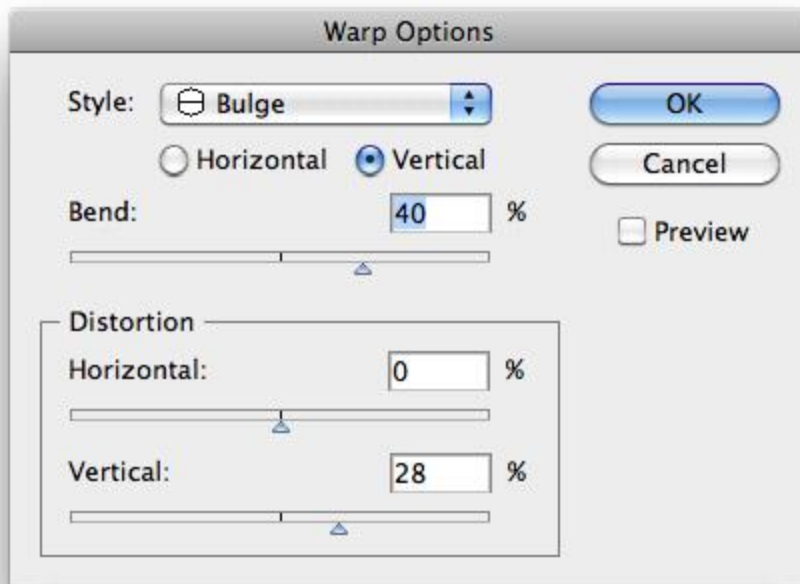 Warp Options
Style: Bulge
OK
Horizontal Vertical
Cancel
Bend: 40 %
Preview
Distortion
Horizontal: 0 %
Vertical: 28 %